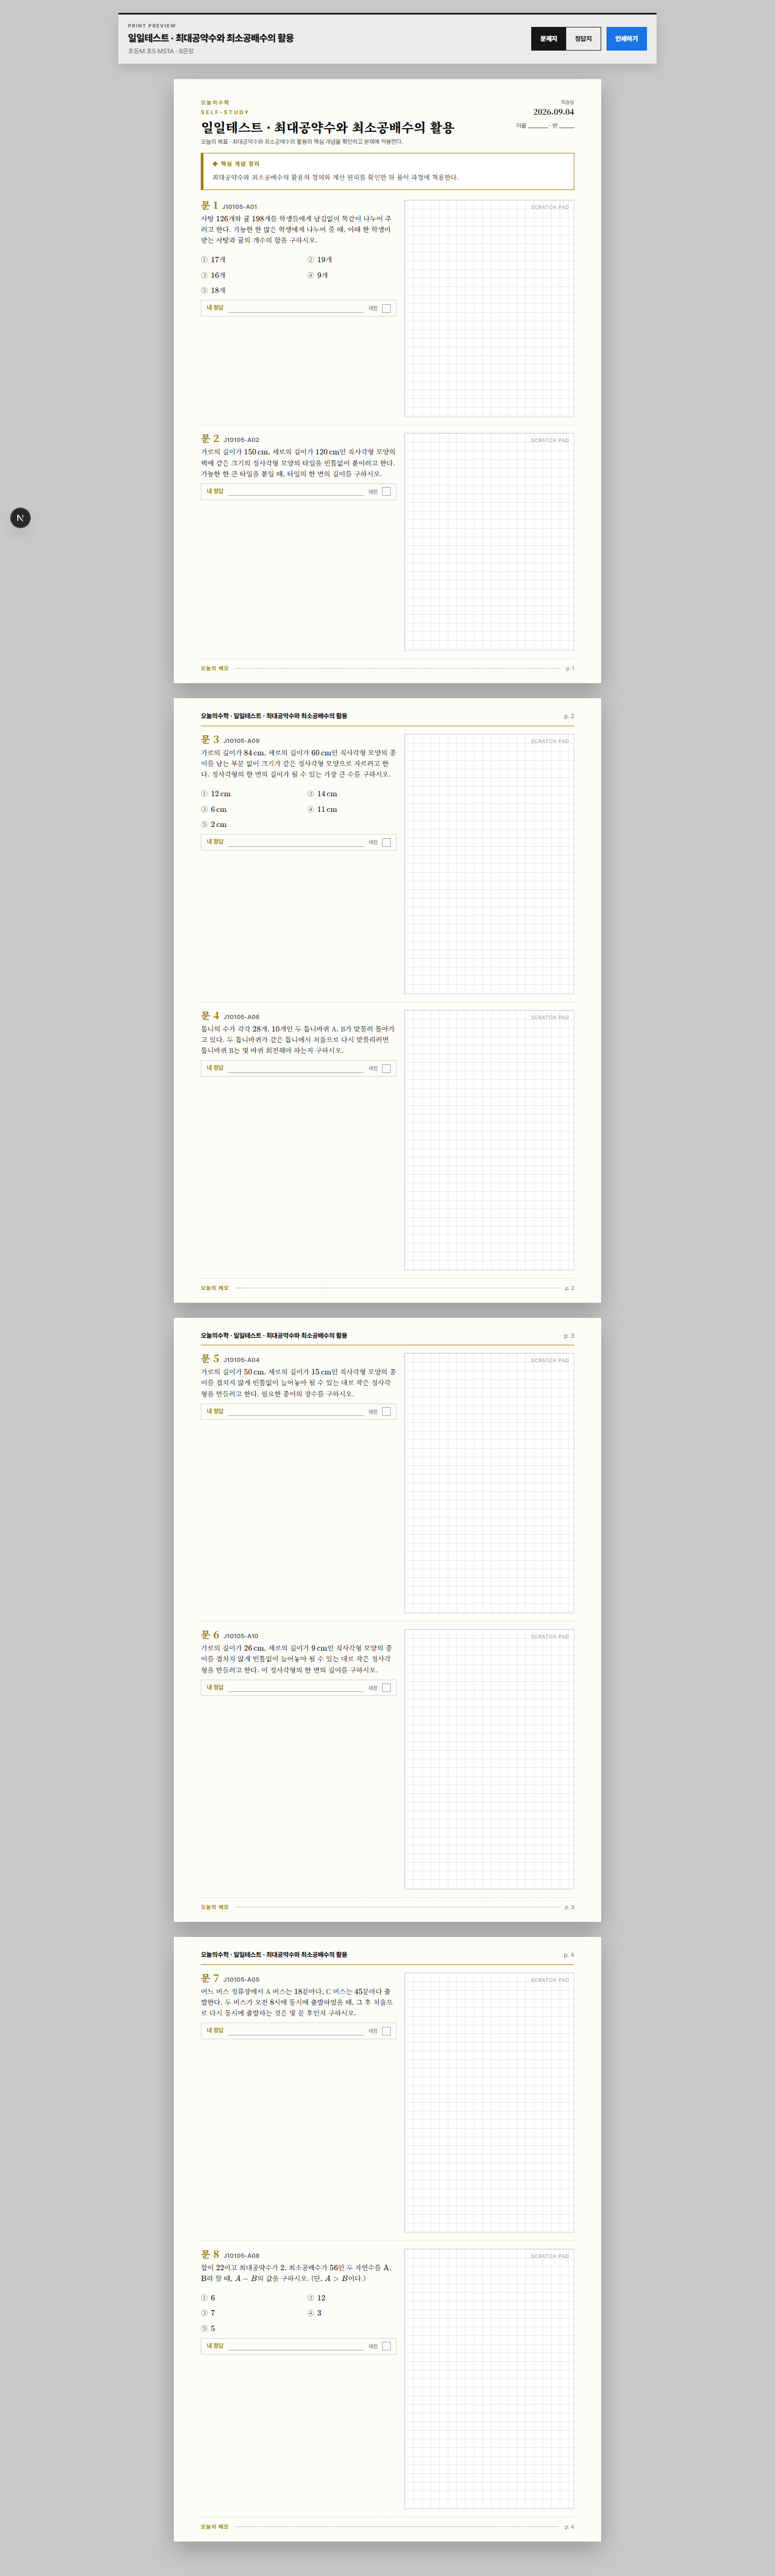 PRINT PREVIEW
일일테스트 · 최대공약수와 최소공배수의 활용
초등M 초5 MS1A · 8문항
문제지
정답지
인쇄하기
오늘의수학
SELF-STUDY
일일테스트 · 최대공약수와 최소공배수의 활용
오늘의 목표 · 최대공약수와 최소공배수의 활용의 핵심 개념을 확인하고 문제에 적용한다.
학습일
2026.09.04
이름 · 반
◆ 핵심 개념 정리
최대공약수와 최소공배수의 활용의 정의와 계산 원리를 확인한 뒤 풀이 과정에 적용한다.
문 1 J10105-A01
사탕 126개와 귤 198개를 학생들에게 남김없이 똑같이 나누어 주
려고 한다. 가능한 한 많은 학생에게 나누어 줄 때, 이때 한 학생이
받는 사탕과 귤의 개수의 합을 구하시오.
① 17개
② 19개
③ 16개
④ 9개
⑤ 18개
내 정답
채점
SCRATCH PAD
문 2 J10105-A02
가로의 길이가 150 cm, 세로의 길이가 120 cm인 직사각형 모양의
벽에 같은 크기의 정사각형 모양의 타일을 빈틈없이 붙이려고 한다.
가능한 한 큰 타일을 붙일 때, 타일의 한 변의 길이를 구하시오.
내 정답
채점
SCRATCH PAD
오늘의 메모
p. 1
N
오늘의수학 · 일일테스트 · 최대공약수와 최소공배수의 활용
p. 2
문 3 J10105-A09
가로의 길이가 84 cm, 세로의 길이가 60 cm인 직사각형 모양의 종
이를 남는 부분 없이 크기가 같은 정사각형 모양으로 자르려고 한
다. 정사각형의 한 변의 길이가 될 수 있는 가장 큰 수를 구하시오.
① 12 cm
② 14 cm
③ 6 cm
④ 11 cm
⑤ 2 cm
내 정답
채점
SCRATCH PAD
문 4 J10105-A06
톱니의 수가 각각 28개, 10개인 두 톱니바퀴 A, B가 맞물려 돌아가
고 있다. 두 톱니바퀴가 같은 톱니에서 처음으로 다시 맞물리려면
톱니바퀴 B는 몇 바퀴 회전해야 하는지 구하시오.
내 정답
채점
SCRATCH PAD
오늘의 메모
p. 2
오늘의수학 · 일일테스트 · 최대공약수와 최소공배수의 활용
p. 3
문 5 J10105-A04
가로의 길이가 50 cm, 세로의 길이가 15 cm인 직사각형 모양의 종
이를 겹치지 않게 빈틈없이 늘어놓아 될 수 있는 대로 작은 정사각
형을 만들려고 한다. 필요한 종이의 장수를 구하시오.
내 정답
채점
SCRATCH PAD
문 6 J10105-A10
가로의 길이가 26 cm, 세로의 길이가 9 cm인 직사각형 모양의 종
이를 겹치지 않게 빈틈없이 늘어놓아 될 수 있는 대로 작은 정사각
형을 만들려고 한다. 이 정사각형의 한 변의 길이를 구하시오.
내 정답
채점
SCRATCH PAD
오늘의 메모
p. 3
오늘의수학 · 일일테스트 · 최대공약수와 최소공배수의 활용
p. 4
문 7 J10105-A05
어느 버스 정류장에서 A 버스는 18분마다, C 버스는 45분마다 출
발한다. 두 버스가 오전 8시에 동시에 출발하였을 때, 그 후 처음으
로 다시 동시에 출발하는 것은 몇 분 후인지 구하시오.
내 정답
채점
SCRATCH PAD
문 8 J10105-A08
합이 22이고 최대공약수가 2, 최소공배수가 56인 두 자연수를 A,
B라 할 때, A − B의 값을 구하시오. (단, A > B이다.)
① 6
② 12
③ 7
④ 3
⑤ 5
내 정답
채점
SCRATCH PAD
오늘의 메모
p. 4